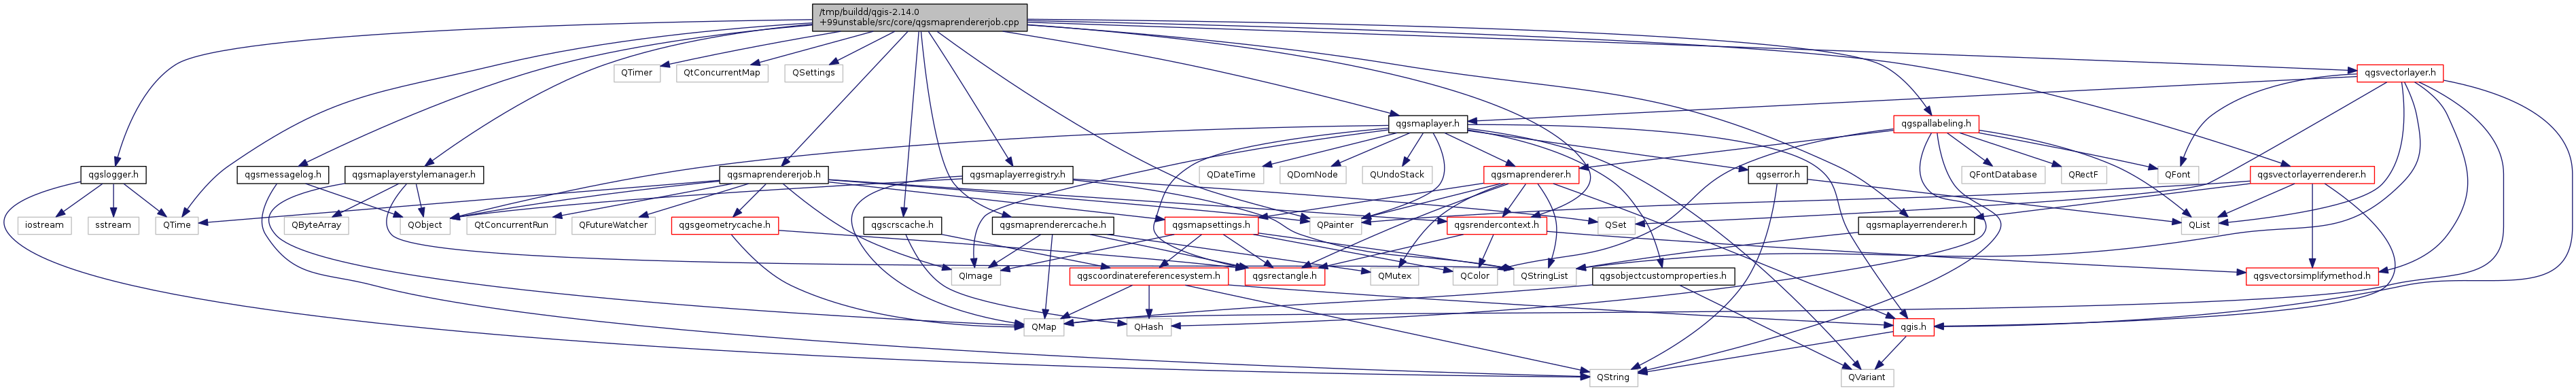 /tmp/buildd/qgis-2.14.0
+99unstable/src/core/qgsmaprendererjob.cpp
QTimer
QtConcurrentMap
QSettings
qgsvectorlayer.h
qgsmaplayer.h
qgspallabeling.h
qgslogger.h
qgsmessagelog.h
qgsmaplayerstylemanager.h
qgsmaprendererjob.h
qgsmaplayerregistry.h
QDateTime
QDomNode
QUndoStack
qgsmaprenderer.h
qgserror.h
QFontDatabase
QRectF
QFont
qgsvectorlayerrenderer.h
iostream
sstream
QTime
QByteArray
QObject
QtConcurrentRun
QFutureWatcher
qgsgeometrycache.h
qgscrscache.h
qgsmaprenderercache.h
qgsmapsettings.h
QPainter
qgsrendercontext.h
QSet
qgsmaplayerrenderer.h
QList
QImage
qgscoordinatereferencesystem.h
qgsrectangle.h
QMutex
QColor
QStringList
qgsobjectcustomproperties.h
qgsvectorsimplifymethod.h
QMap
QHash
qgis.h
QString
QVariant